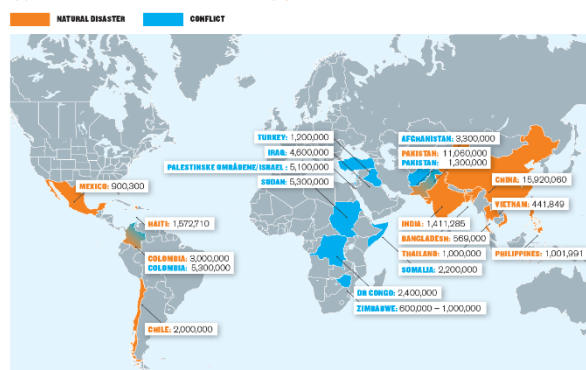 NATURAL DISASTER
CONFLICT
TURKEY: 1,200,000
IRAQ: 4,600,000
PALESTINSKE OMRÅDENE/ISRAEL : 5,100,000
SUDAN: 5,300,000
AFGHANISTAN: 3,300,000
PAKISTAN: 11,060,000
PAKISTAN: 1,300,000
CHINA: 15,920,060
MEXICO: 900,300
VIETNAM: 441,849
HAITI: 1,572,710
INDIA: 1,411,285
BANGLADESH: 569,000
COLOMBIA: 3,000,000
COLOMBIA: 5,300,000
THAILAND: 1,000,000
PHILIPPINES: 1,001,991
SOMALIA: 2,200,000
DR CONGO: 2,400,000
ZIMBABWE: 600,000 – 1,000,000
CHILE: 2,000,000